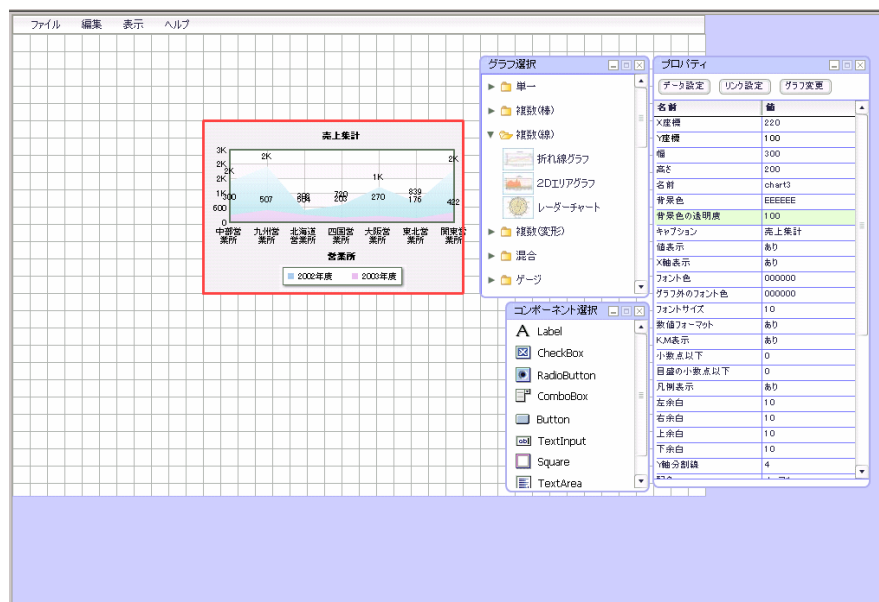 ファイル 編集 表示 ヘルプ
売上集計
3K
2K
2K
2K
2K
2K
1K
1K
300
600
0
507
203
720
270
839
176
422
中部営業所
九州営業所
北海道営業所
四国営業所
大阪営業所
東北営業所
関東営業所
営業所
2002年度 2003年度
グラフ選択
単一
複数(棒)
複数(線)
折れ線グラフ
2Dエリアグラフ
レーダーチャート
複数(変形)
混合
ゲージ
コンポーネント選択
A Label
CheckBox
RadioButton
ComboBox
Button
abl TextInput
Square
TextArea
プロパティ
データ設定 リンク設定 グラフ変更
名前 値
X座標 220
Y座標 100
幅 300
高さ 200
名前 chart3
背景色 EEEEEE
背景色の透明度 100
キャプション 売上集計
値表示 あり
X軸表示 あり
フォント色 000000
グラフ外のフォント色 000000
フォントサイズ 10
数値フォーマット あり
K,M表示 あり
小数点以下 0
目盛の小数点以下 0
凡例表示 あり
左余白 10
右余白 10
上余白 10
下余白 10
Y軸分割線 4